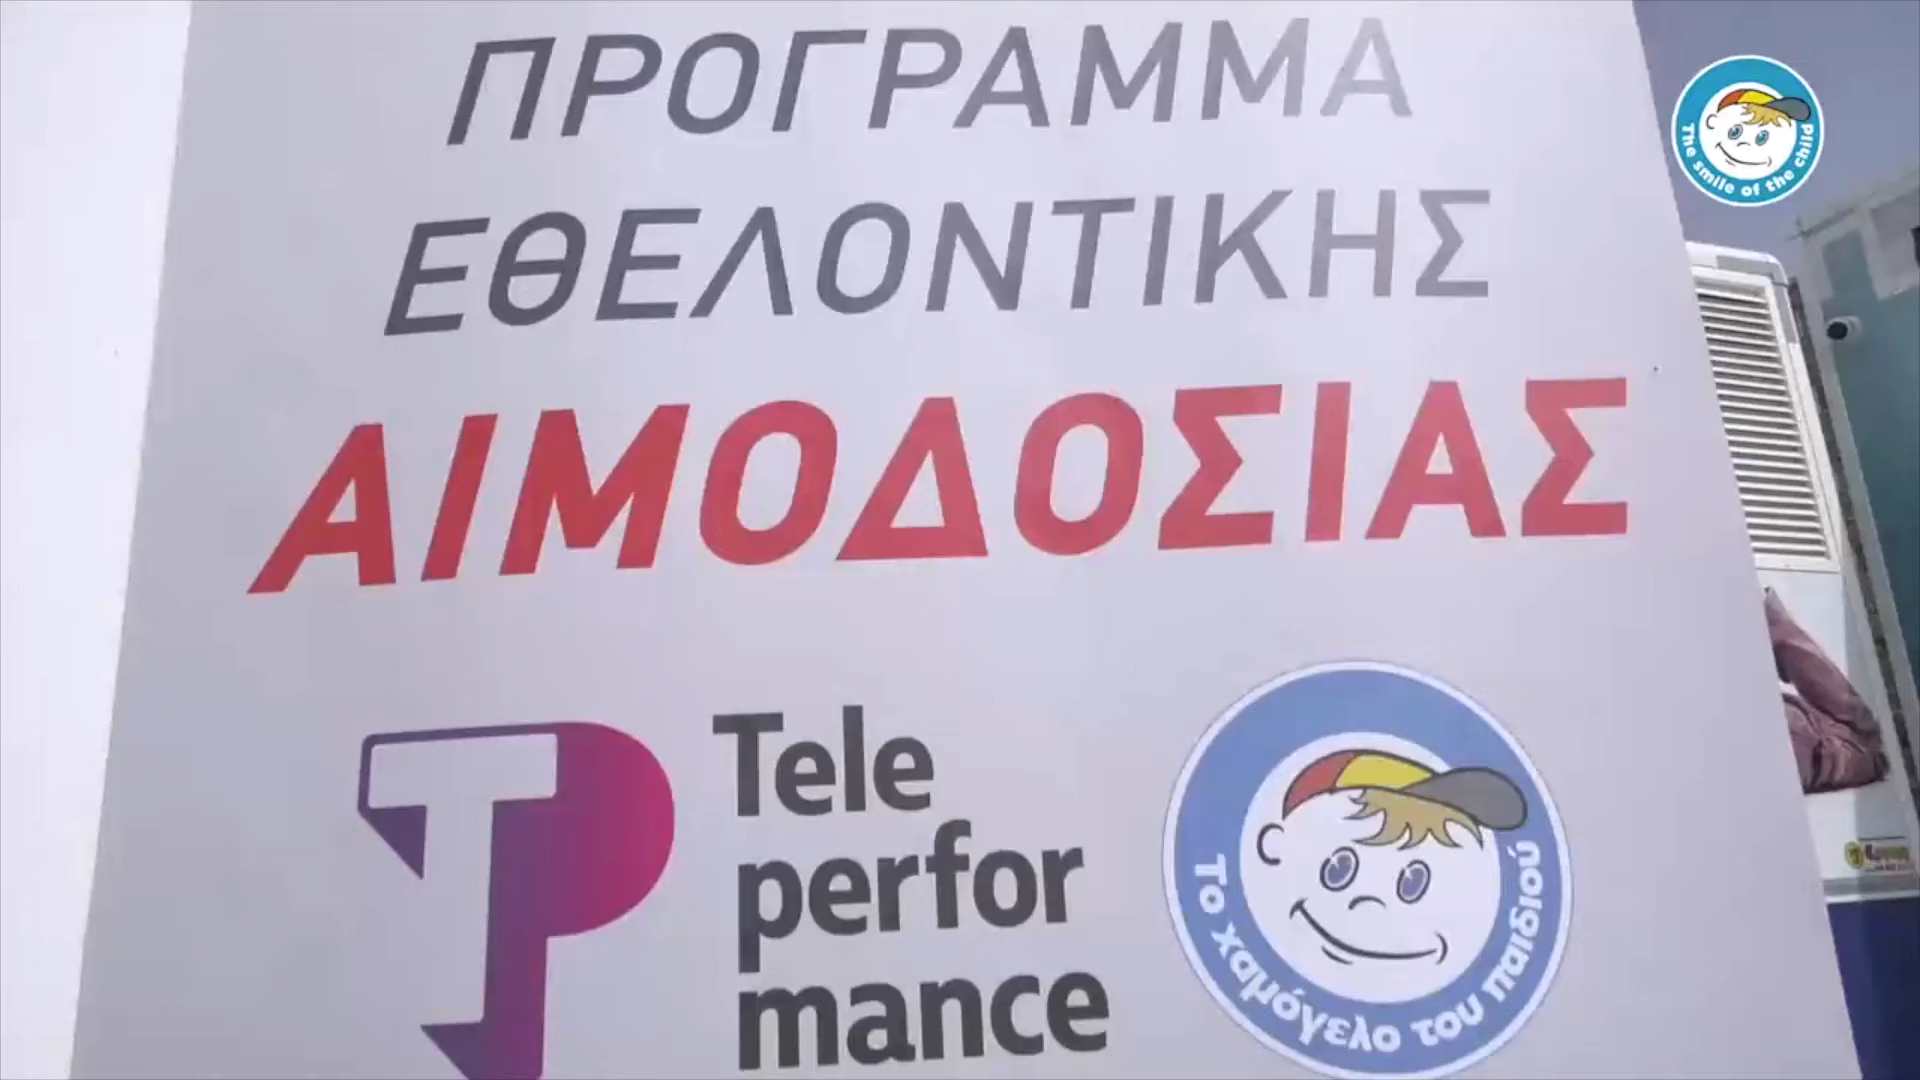 ΠΡΟΓΡΑΜΜΑ
ΕΘΕΛΟΝΤΙΚΗΣ
ΑΙΜΟΔΟΣΙΑΣ
Tele
perfor
mance
Το χαμόγελο του παιδιού
The smile of the child